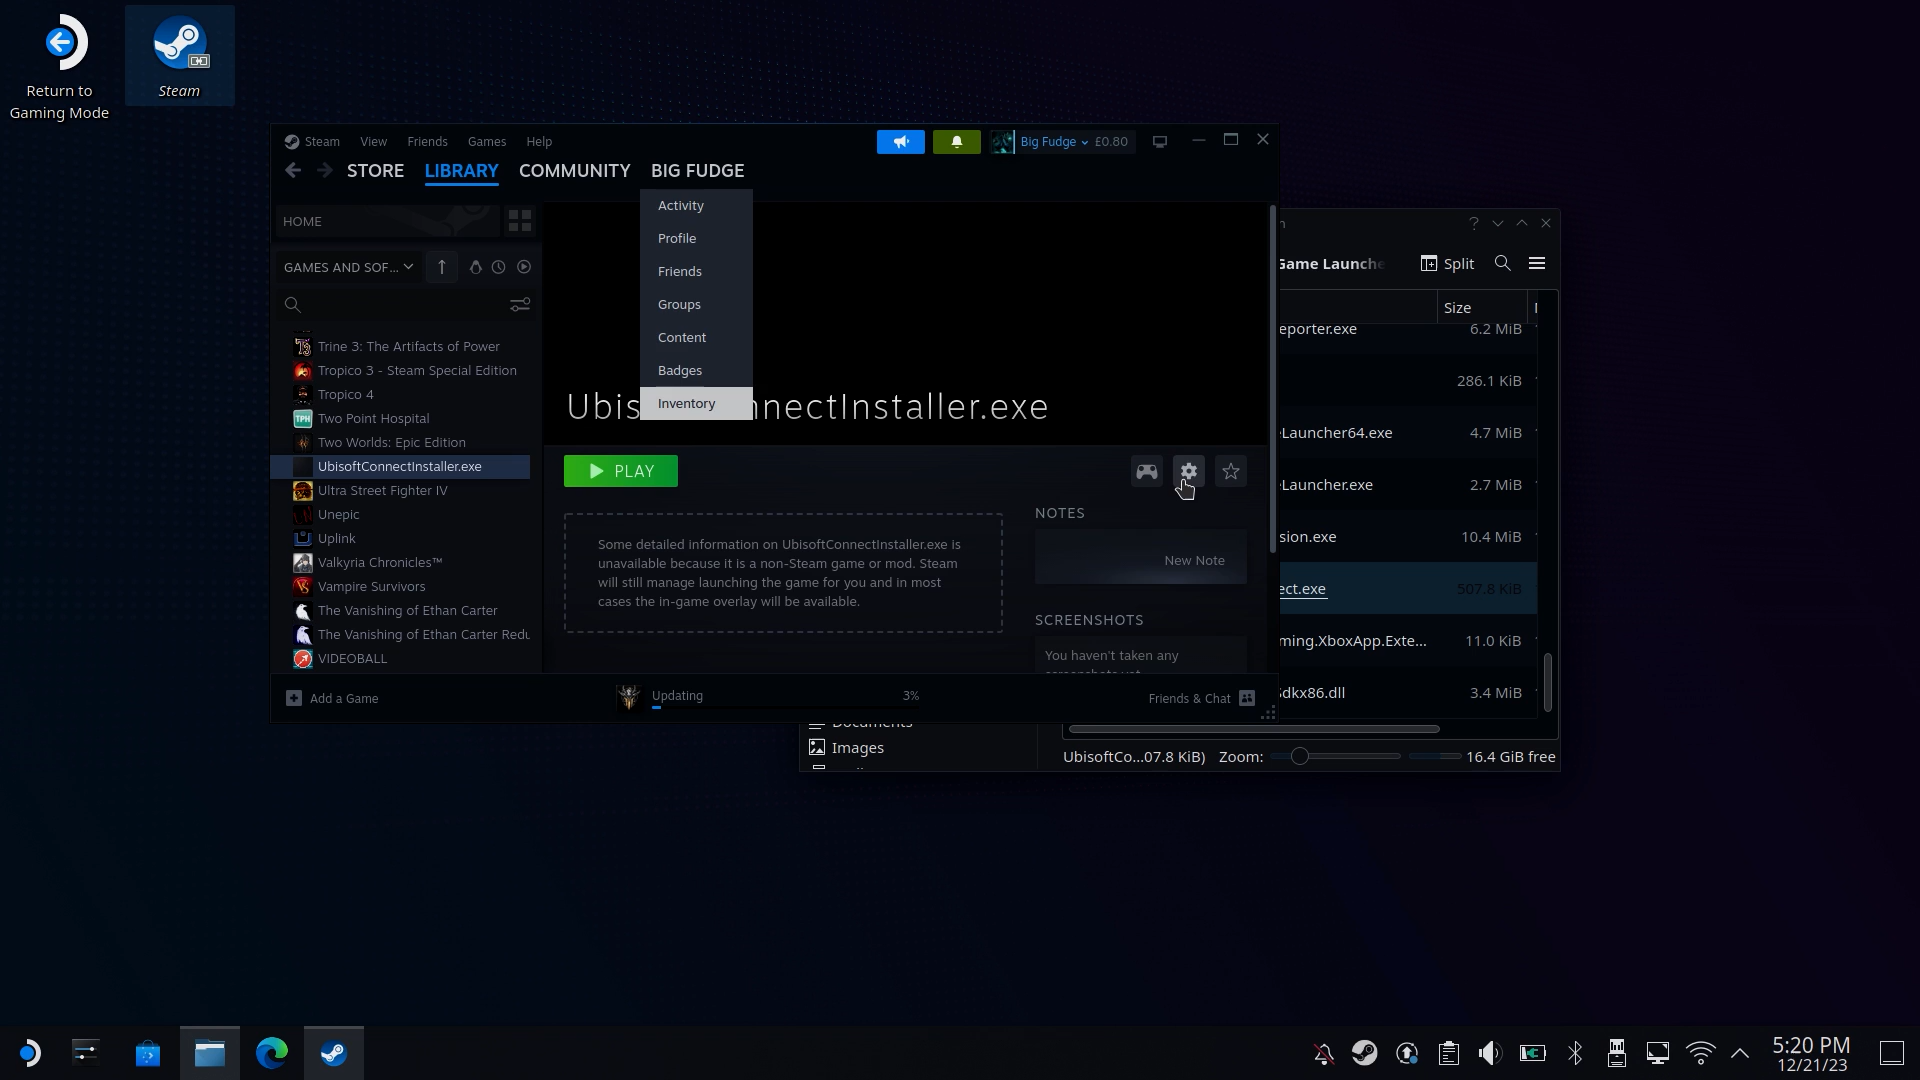 Return to
Gaming Mode
Steam
Steam View Friends Games Help
Big Fudge £0.80
STORE LIBRARY COMMUNITY BIG FUDGE
Activity
Profile
Friends
Groups
Content
Badges
Inventory
HOME
GAMES AND SOF...
Trine 3: The Artifacts of Power
Tropico 3 - Steam Special Edition
Tropico 4
Two Point Hospital
Two Worlds: Epic Edition
UbisoftConnectInstaller.exe
Ultra Street Fighter IV
Unepic
Uplink
Valkyria Chronicles™
Vampire Survivors
The Vanishing of Ethan Carter
The Vanishing of Ethan Carter Redu
VIDEOBALL
Ubis nnectInstaller.exe
PLAY
Some detailed information on UbisoftConnectInstaller.exe is
unavailable because it is a non-Steam game or mod. Steam
will still manage launching the game for you and in most
cases the in-game overlay will be available.
NOTES
New Note
SCREENSHOTS
You haven't taken any
screenshots yet
Add a Game
Updating 3%
Friends & Chat
Game Launche
Split
Size
eporter.exe 6.2 MiB
286.1 KiB
Launcher64.exe 4.7 MiB
Launcher.exe 2.7 MiB
sion.exe 10.4 MiB
ect.exe 507.8 KiB
ming.XboxApp.Exte... 11.0 KiB
sdkx86.dll 3.4 MiB
Documents
Images
UbisoftCo...07.8 KiB) Zoom: 16.4 GiB free
5:20 PM
12/21/23